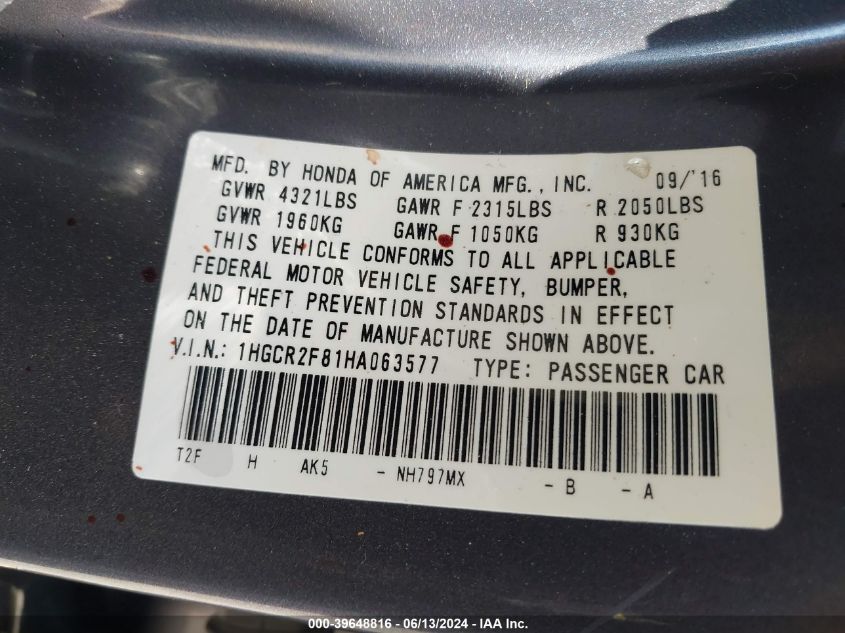 MFD. BY HONDA OF AMERICA MFG., INC. 09/'16
GVWR 4321LBS GAWR F 2315LBS R 2050LBS
GVWR 1960KG GAWR F 1050KG R 930KG
THIS VEHICLE CONFORMS TO ALL APPLICABLE
FEDERAL MOTOR VEHICLE SAFETY, BUMPER,
AND THEFT PREVENTION STANDARDS IN EFFECT
ON THE DATE OF MANUFACTURE SHOWN ABOVE.
V.I.N.: 1HGCR2F81HA063577 TYPE: PASSENGER CAR
T2F H AK5 - NH797MX - B - A
000-39648816 - 06/13/2024 - IAA Inc.